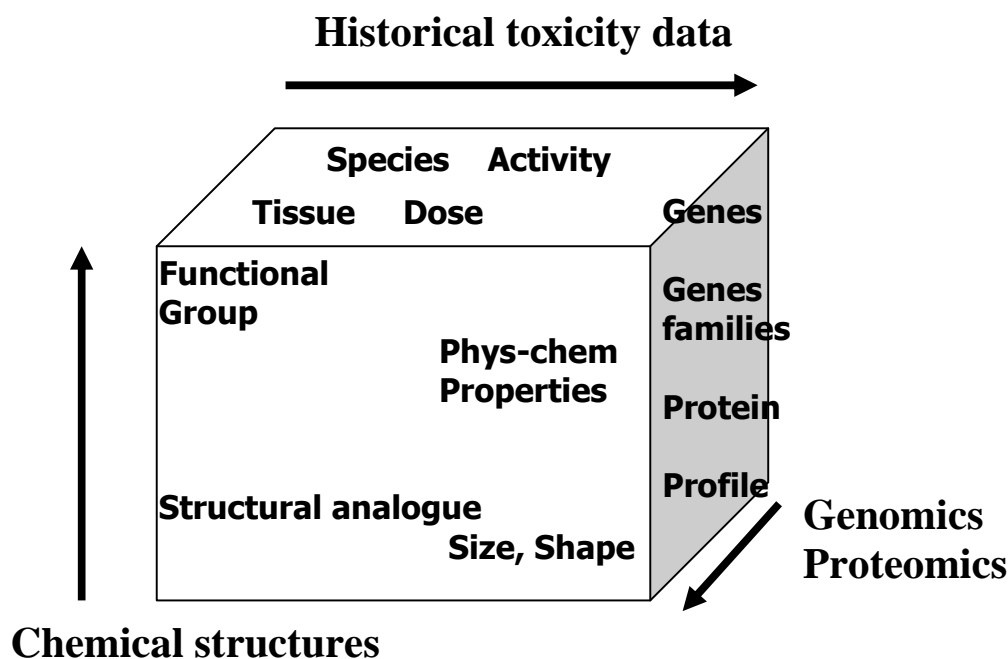 Historical toxicity data
Species Activity
Tissue Dose
Genes
Functional
Group
Genes
families
Phys-chem
Properties
Protein
Profile
Structural analogue
Size, Shape
Genomics
Proteomics
Chemical structures